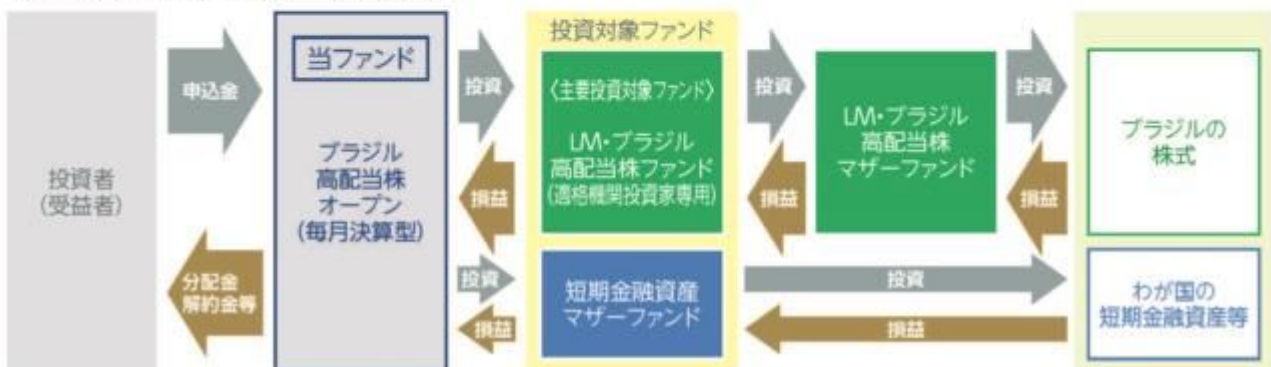 投資者
(受益者)
申込金
分配金
解約金等
当ファンド
ブラジル
高配当株
オープン
(毎月決算型)
投資
損益
投資
損益
投資対象ファンド
〈主要投資対象ファンド〉
LM・ブラジル
高配当株ファンド
(適格機関投資家専用)
短期金融資産
マザーファンド
投資
損益
LM・ブラジル
高配当株
マザーファンド
投資
損益
投資
損益
ブラジルの
株式
わが国の
短期金融資産等